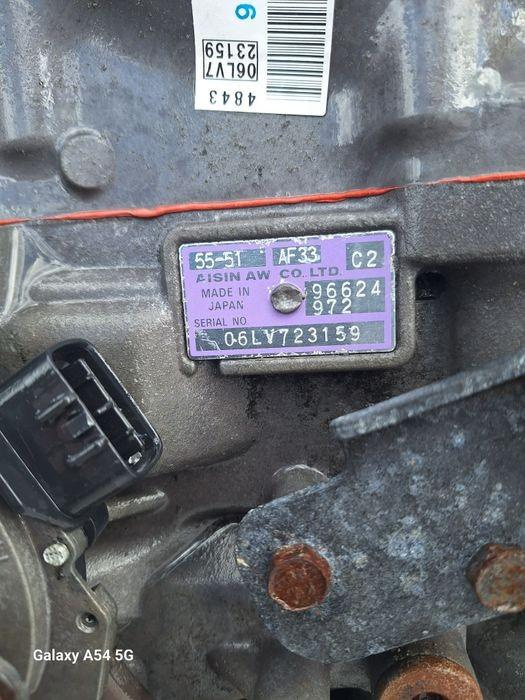 4843
06LV7
23159
6
55-51 AF33 C2
AISIN AW CO. LTD.
MADE IN
JAPAN
96624
972
SERIAL NO
06LV723159
Galaxy A54 5G